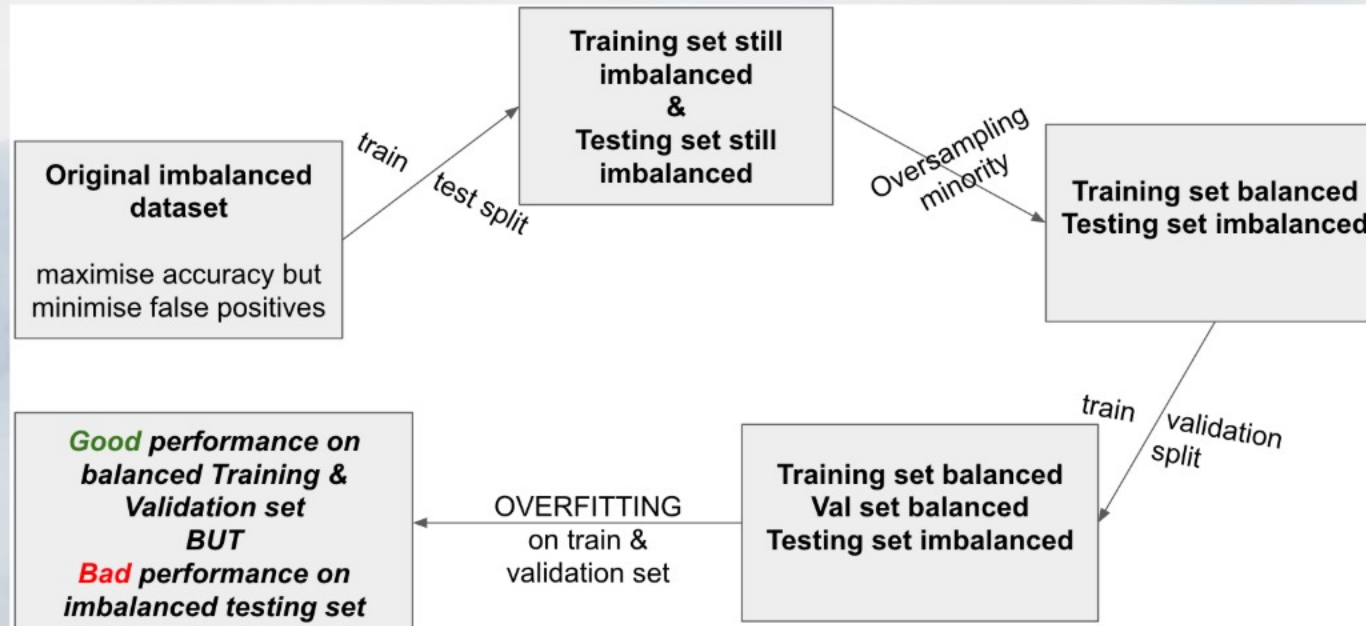 Original imbalanced
dataset
maximise accuracy but
minimise false positives
train
test split
Training set still
imbalanced
&
Testing set still
imbalanced
Oversampling
minority
Training set balanced
Testing set imbalanced
train
validation
split
Training set balanced
Val set balanced
Testing set imbalanced
OVERFITTING
on train &
validation set
Good performance on
balanced Training &
Validation set
BUT
Bad performance on
imbalanced testing set